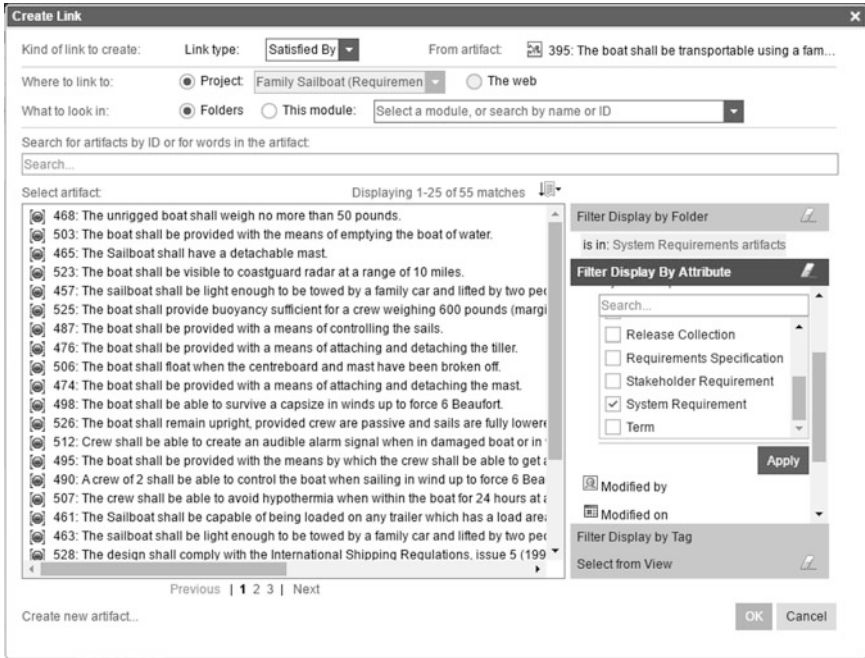 Create Link
Kind of link to create: Link type: Satisfied By From artifact: 395: The boat shall be transportable using a fam...
Where to link to: Project: Family Sailboat (Requiremen The web
What to look in: Folders This module: Select a module, or search by name or ID
Search for artifacts by ID or for words in the artifact:
Search...
Select artifact: Displaying 1-25 of 55 matches
468: The unrigged boat shall weigh no more than 50 pounds.
503: The boat shall be provided with the means of emptying the boat of water.
465: The Sailboat shall have a detachable mast.
523: The boat shall be visible to coastguard radar at a range of 10 miles.
457: The sailboat shall be light enough to be towed by a family car and lifted by two peo
525: The boat shall provide buoyancy sufficient for a crew weighing 600 pounds (margi
487: The boat shall be provided with a means of controlling the sails.
476: The boat shall be provided with a means of attaching and detaching the tiller.
506: The boat shall float when the centreboard and mast have been broken off.
474: The boat shall be provided with a means of attaching and detaching the mast.
498: The boat shall be able to survive a capsize in winds up to force 6 Beaufort.
526: The boat shall remain upright, provided crew are passive and sails are fully lowere
512: Crew shall be able to create an audible alarm signal when in damaged boat or in
495: The boat shall be provided with the means by which the crew shall be able to get
490: A crew of 2 shall be able to control the boat when sailing in wind up to force 6 Bea
507: The crew shall be able to avoid hypothermia when within the boat for 24 hours at
461: The Sailboat shall be capable of being loaded on any trailer which has a load area
463: The sailboat shall be light enough to be towed by a family car and lifted by two peo
528: The design shall comply with the International Shipping Regulations, issue 5 (199
Previous | 1 2 3 | Next
Filter Display by Folder
is in: System Requirements artifacts
Filter Display By Attribute
Search...
Release Collection
Requirements Specification
Stakeholder Requirement
System Requirement
Term
Apply
Modified by
Modified on
Filter Display by Tag
Select from View
Create new artifact...
OK Cancel